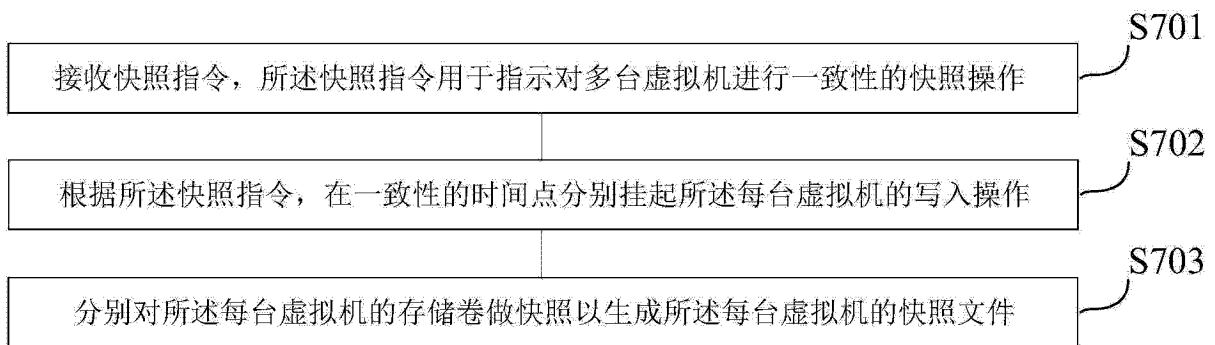 S701
接收快照指令，所述快照指令用于指示对多台虚拟机进行一致性的快照操作
S702
根据所述快照指令，在一致性的时间点分别挂起所述每台虚拟机的写入操作
S703
分别对所述每台虚拟机的存储卷做快照以生成所述每台虚拟机的快照文件